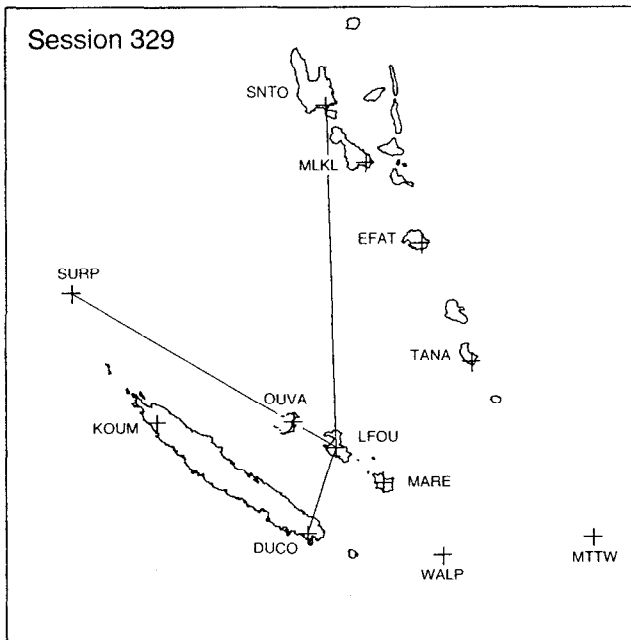 Session 329
SNTO
MLKL
EFAT
SURP
TANA
OUVA
KOUM
LFOU
MARE
DUCO
WALP
MTTW